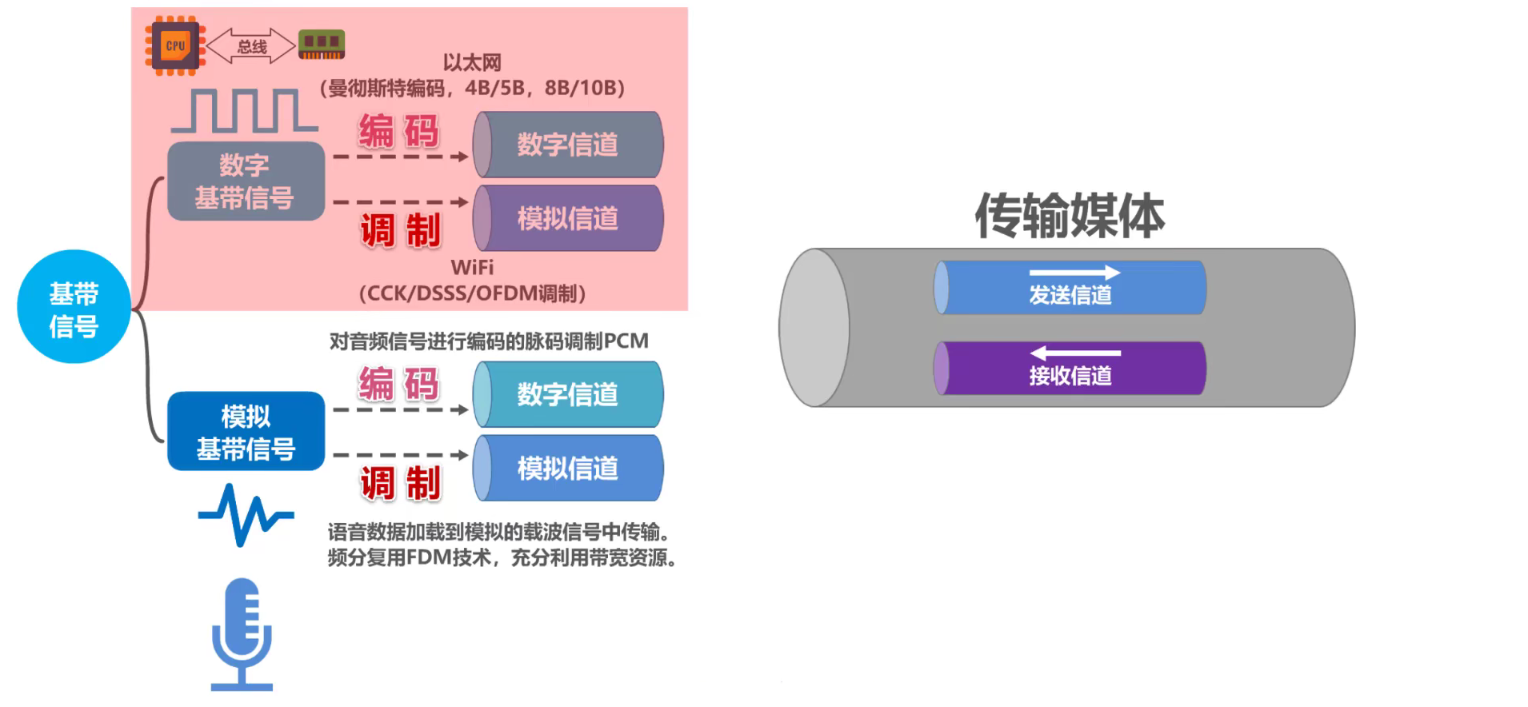 CPU
总线
以太网
（曼彻斯特编码，4B/5B，8B/10B）
编 码
数字信道
数字
基带信号
调 制
模拟信道
WiFi
（CCK/DSSS/OFDM调制）
基带
信号
对音频信号进行编码的脉码调制PCM
编 码
数字信道
模拟
基带信号
调 制
模拟信道
语音数据加载到模拟的载波信号中传输。
频分复用FDM技术，充分利用带宽资源。
传输媒体
发送信道
接收信道